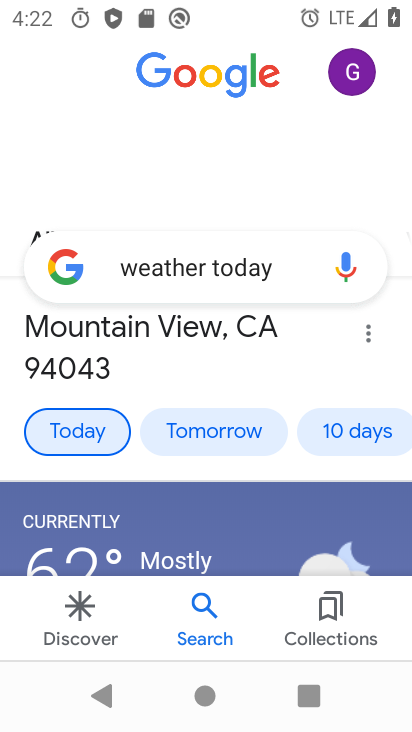 4:22
LTE
Google
G
weather today
Mountain View, CA
94043
Today
Tomorrow
10 days
CURRENTLY
62°
Mostly
Discover
Search
Collections